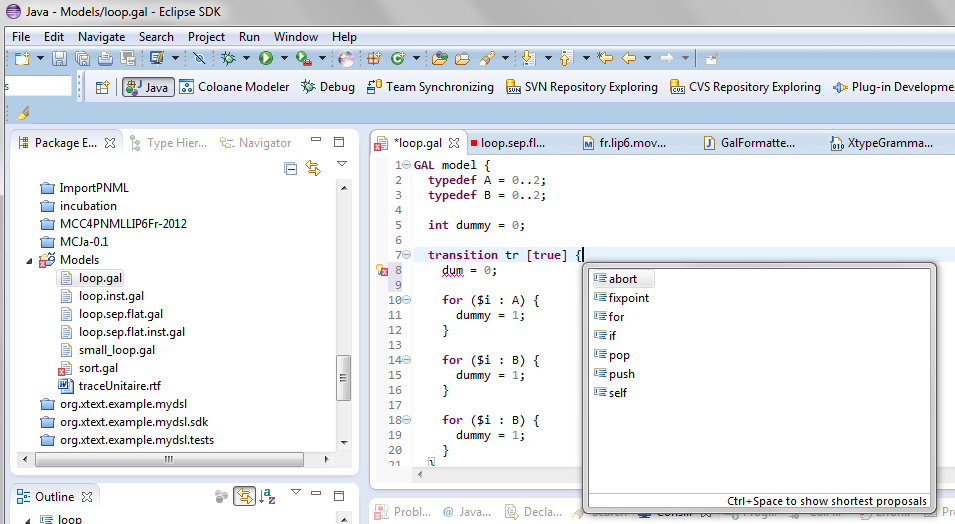 Java - Models/loop.gal - Eclipse SDK
File Edit Navigate Search Project Run Window Help
s Java Coloane Modeler Debug Team Synchronizing SVN Repository Exploring CVS Repository Exploring Plug-in Developme
Package E... Type Hier... Navigator
ImportPNML
incubation
MCC4PNMLLIP6Fr-2012
MCJa-0.1
Models
loop.gal
loop.inst.gal
loop.sep.flat.gal
loop.sep.flat.inst.gal
small_loop.gal
sort.gal
traceUnitaire.rtf
org.xtext.example.mydsl
org.xtext.example.mydsl.sdk
org.xtext.example.mydsl.tests
Outline
loop
*loop.gal loop.sep.fl... fr.lip6.mov... GalFormatte... XtypeGramma...
1 GAL model {
2 typedef A = 0..2;
3 typedef B = 0..2;
4
5 int dummy = 0;
6
7 transition tr [true] {
8 dum = 0;
9
10 for ($i : A) {
11 dummy = 1;
12 }
13
14 for ($i : B) {
15 dummy = 1;
16 }
17
18 for ($i : B) {
19 dummy = 1;
20 }
21 }
abort
fixpoint
for
if
pop
push
self
Ctrl+Space to show shortest proposals
Probl... Java... Decla...